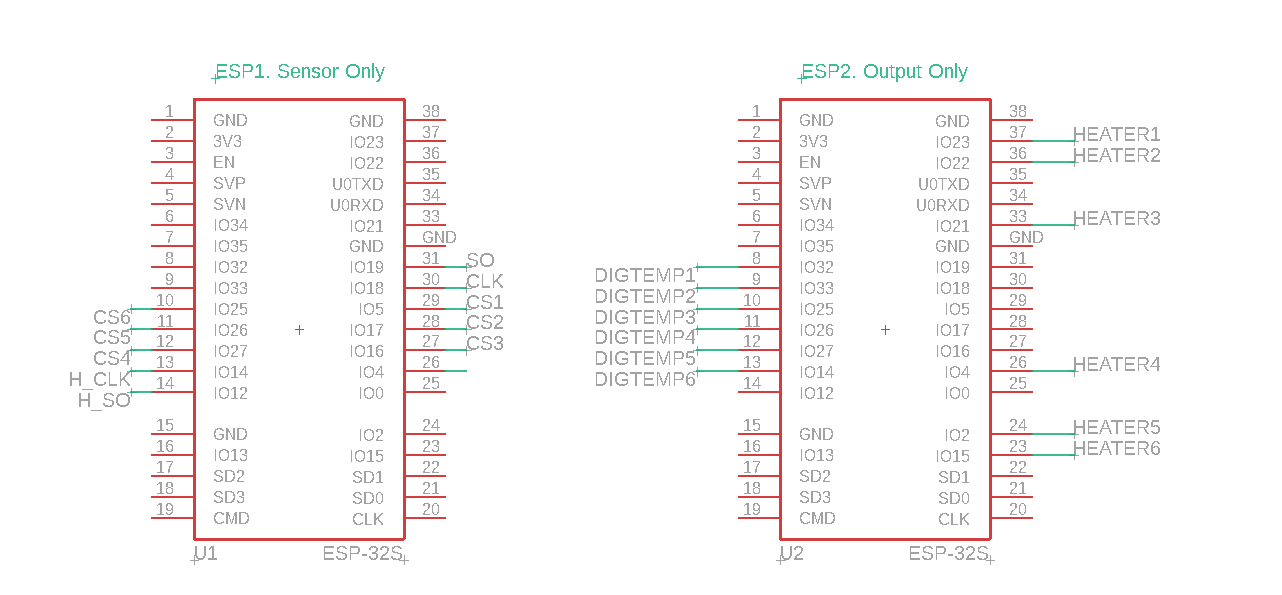 ESP1. Sensor Only
1 GND GND 38
2 3V3 IO23 37
3 EN IO22 36
4 SVP U0TXD 35
5 SVN U0RXD 34
6 IO34 IO21 33
7 IO35 GND GND
8 IO32 IO19 31 SO
9 IO33 IO18 30 CLK
CS6 10 IO25 IO5 29 CS1
CS5 11 IO26 IO17 28 CS2
CS4 12 IO27 IO16 27 CS3
H_CLK 13 IO14 IO4 26
H_SO 14 IO12 IO0 25
15 GND IO2 24
16 IO13 IO15 23
17 SD2 SD1 22
18 SD3 SD0 21
19 CMD CLK 20
U1 ESP-32S
ESP2. Output Only
1 GND GND 38
2 3V3 IO23 37 HEATER1
3 EN IO22 36 HEATER2
4 SVP U0TXD 35
5 SVN U0RXD 34
6 IO34 IO21 33 HEATER3
7 IO35 GND GND
DIGTEMP1 8 IO32 IO19 31
DIGTEMP2 9 IO33 IO18 30
DIGTEMP3 10 IO25 IO5 29
DIGTEMP4 11 IO26 IO17 28
DIGTEMP5 12 IO27 IO16 27
DIGTEMP6 13 IO14 IO4 26 HEATER4
14 IO12 IO0 25
15 GND IO2 24 HEATER5
16 IO13 IO15 23 HEATER6
17 SD2 SD1 22
18 SD3 SD0 21
19 CMD CLK 20
U2 ESP-32S